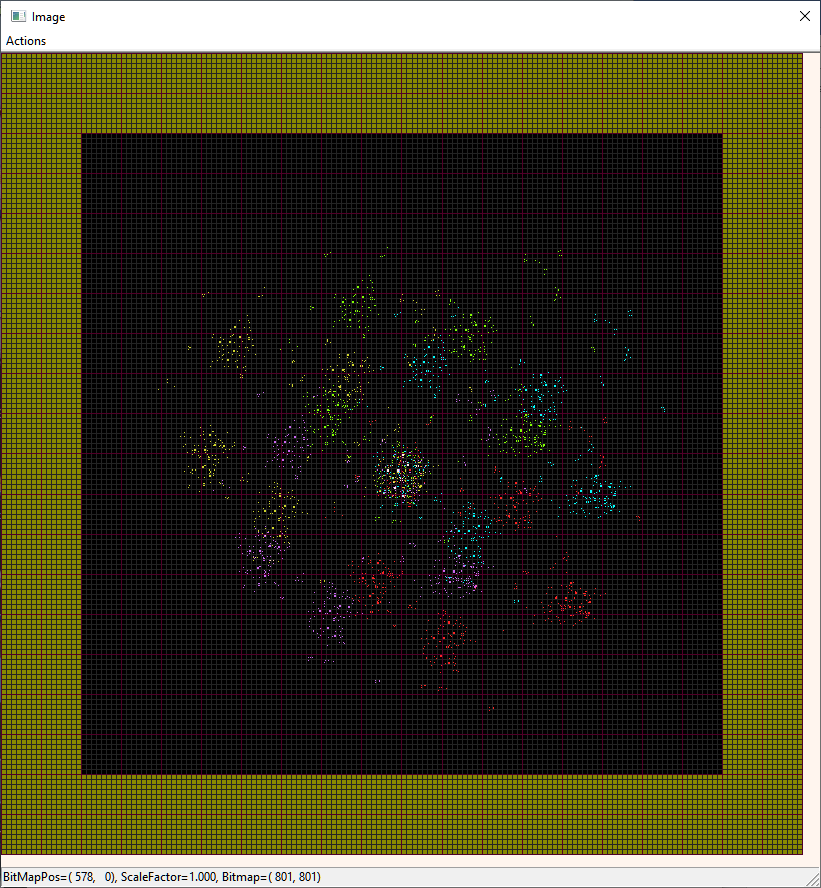 Image
Actions
BitMapPos=( 578,   0), ScaleFactor=1.000, Bitmap=( 801, 801)